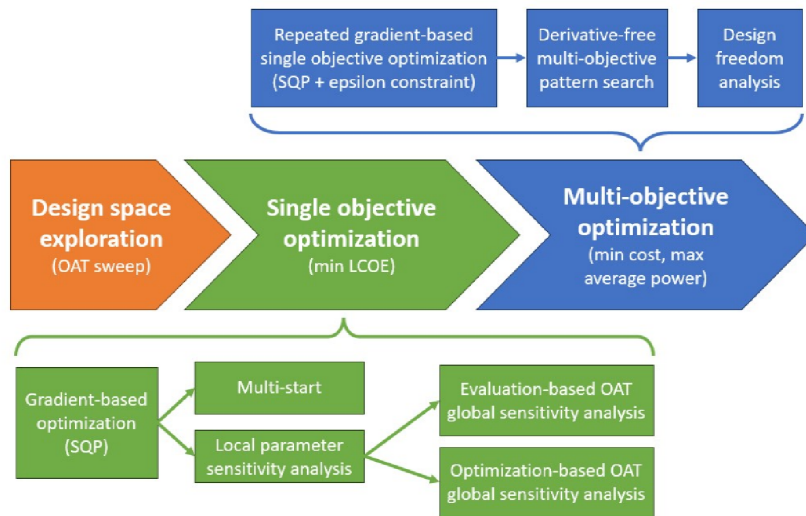 Repeated gradient-based
single objective optimization
(SQP + epsilon constraint)
Derivative-free
multi-objective
pattern search
Design
freedom
analysis
Design space
exploration
(OAT sweep)
Single objective
optimization
(min LCOE)
Multi-objective
optimization
(min cost, max
average power)
Gradient-based
optimization
(SQP)
Multi-start
Local parameter
sensitivity analysis
Evaluation-based OAT
global sensitivity analysis
Optimization-based OAT
global sensitivity analysis